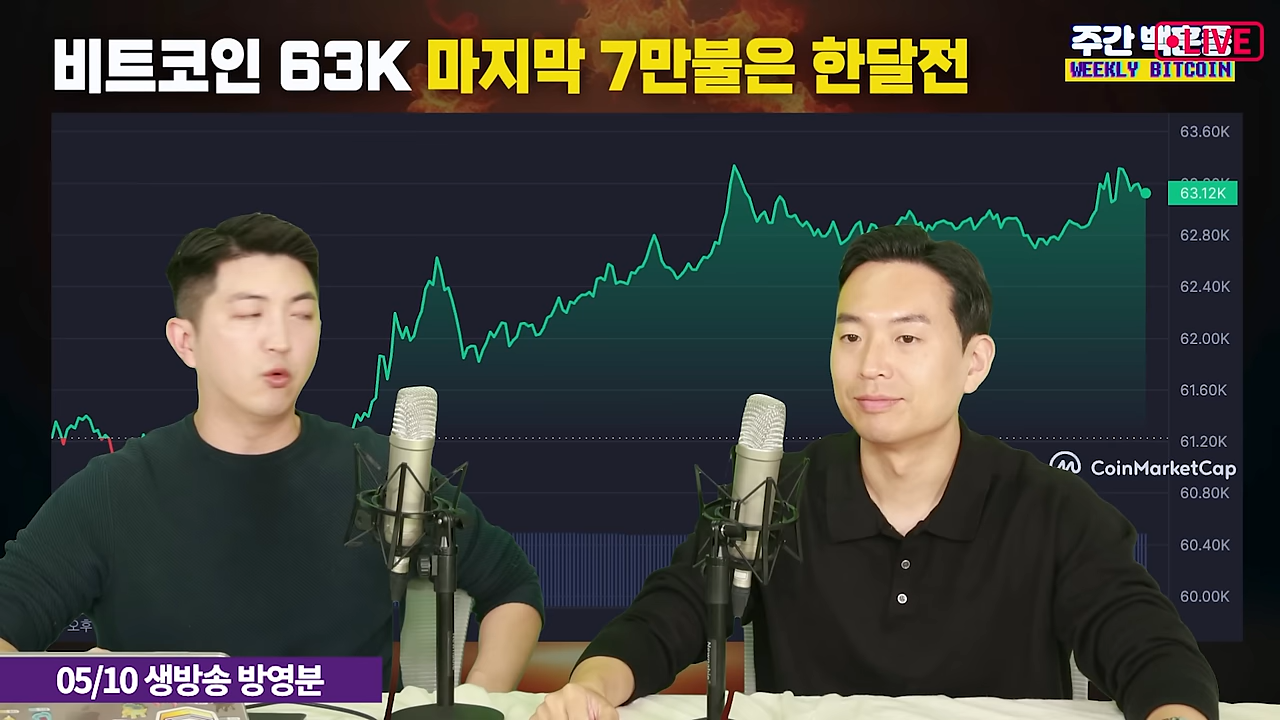 비트코인 63K 마지막 7만불은 한달전
주간
LIVE
WEEKLY BITCOIN
63.60K
63.12K
62.80K
62.40K
62.00K
61.60K
61.20K
CoinMarketCap
60.80K
60.40K
60.00K
오후
05/10 생방송 방영분